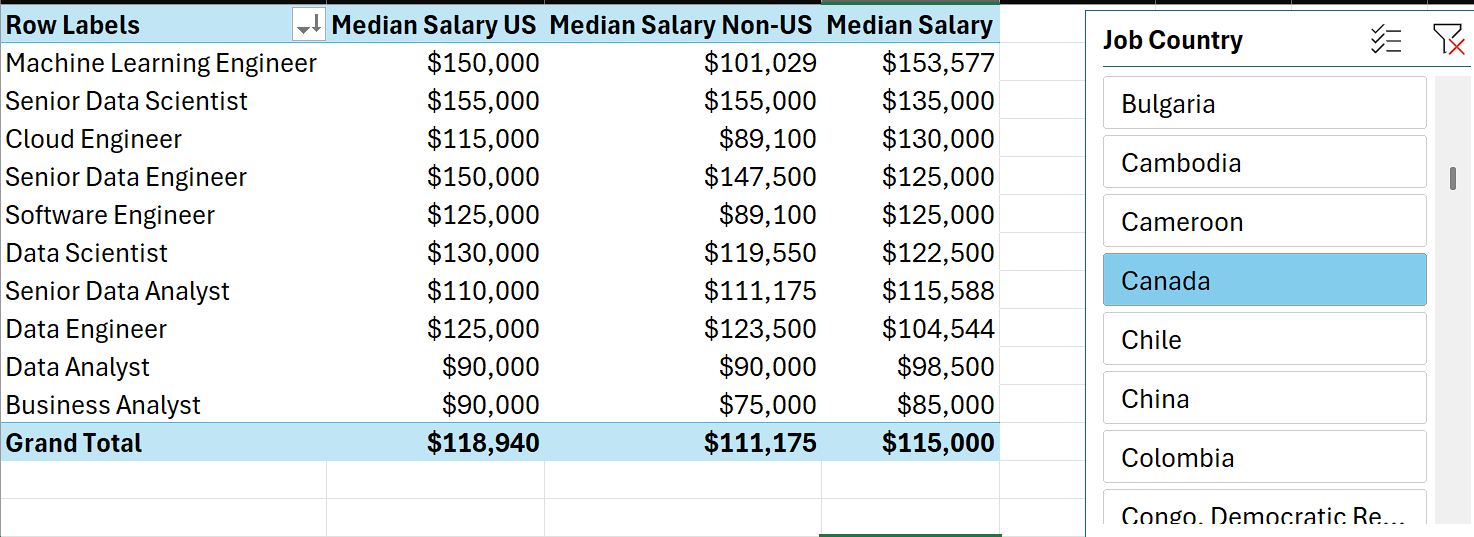 Row Labels Median Salary US Median Salary Non-US Median Salary
Machine Learning Engineer $150,000 $101,029 $153,577
Senior Data Scientist $155,000 $155,000 $135,000
Cloud Engineer $115,000 $89,100 $130,000
Senior Data Engineer $150,000 $147,500 $125,000
Software Engineer $125,000 $89,100 $125,000
Data Scientist $130,000 $119,550 $122,500
Senior Data Analyst $110,000 $111,175 $115,588
Data Engineer $125,000 $123,500 $104,544
Data Analyst $90,000 $90,000 $98,500
Business Analyst $90,000 $75,000 $85,000
Grand Total $118,940 $111,175 $115,000
Job Country
Bulgaria
Cambodia
Cameroon
Canada
Chile
China
Colombia
Congo, Democratic Re...